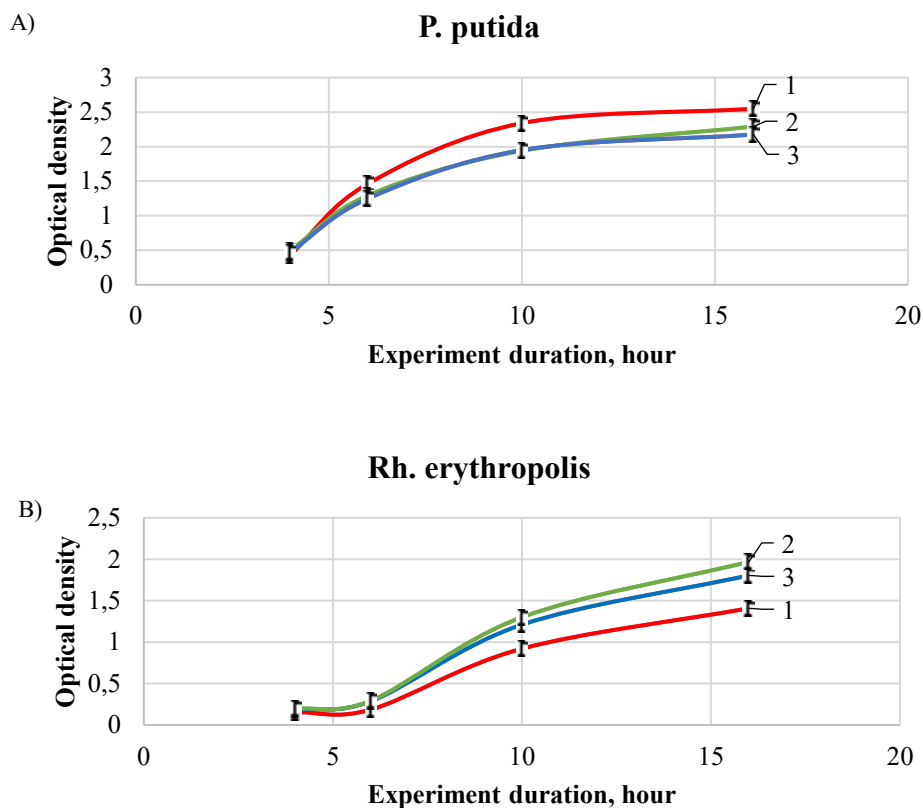 A)
P. putida
Optical density
3
2,5
2
1,5
1
0,5
0
0 5 10 15 20
1
2
3
Experiment duration, hour
Rh. erythropolis
B)
Optical density
2,5
2
1,5
1
0,5
0
0 5 10 15 20
2
3
1
Experiment duration, hour